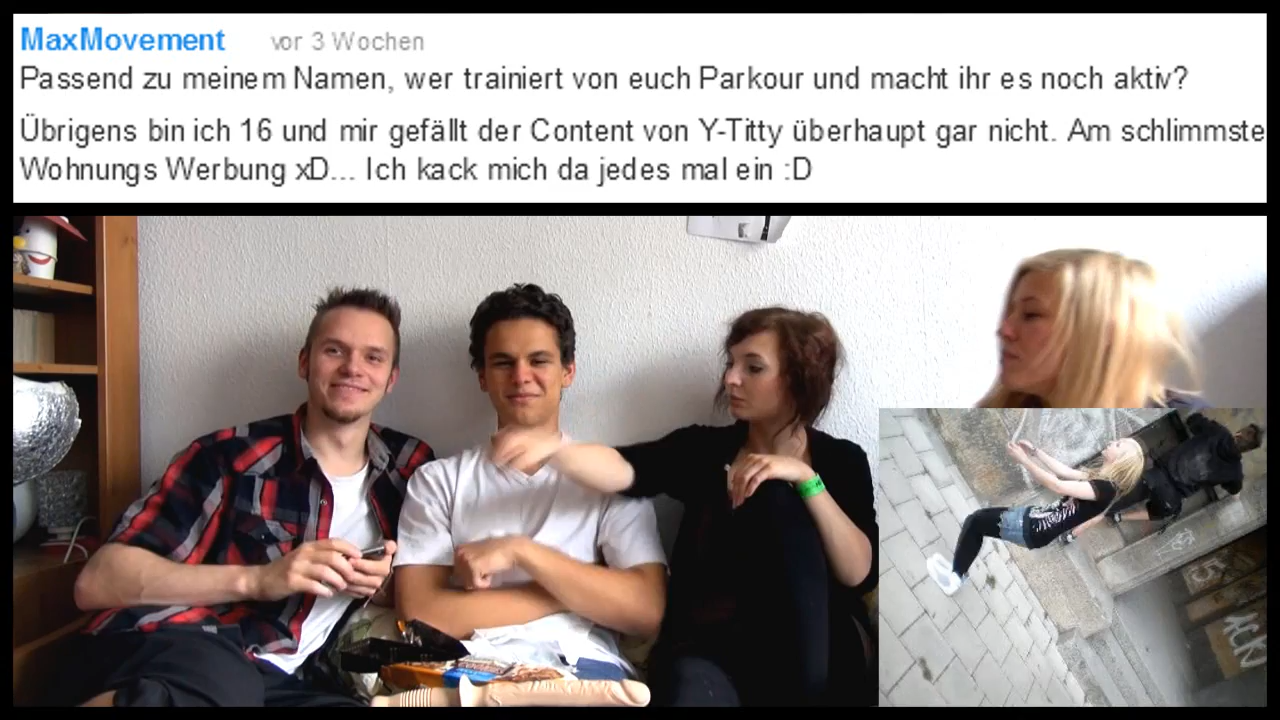 MaxMovement vor 3 Wochen
Passend zu meinem Namen, wer trainiert von euch Parkour und macht ihr es noch aktiv?
Übrigens bin ich 16 und mir gefällt der Content von Y-Titty überhaupt gar nicht. Am schlimmste
Wohnungs Werbung xD... Ich kack mich da jedes mal ein :D